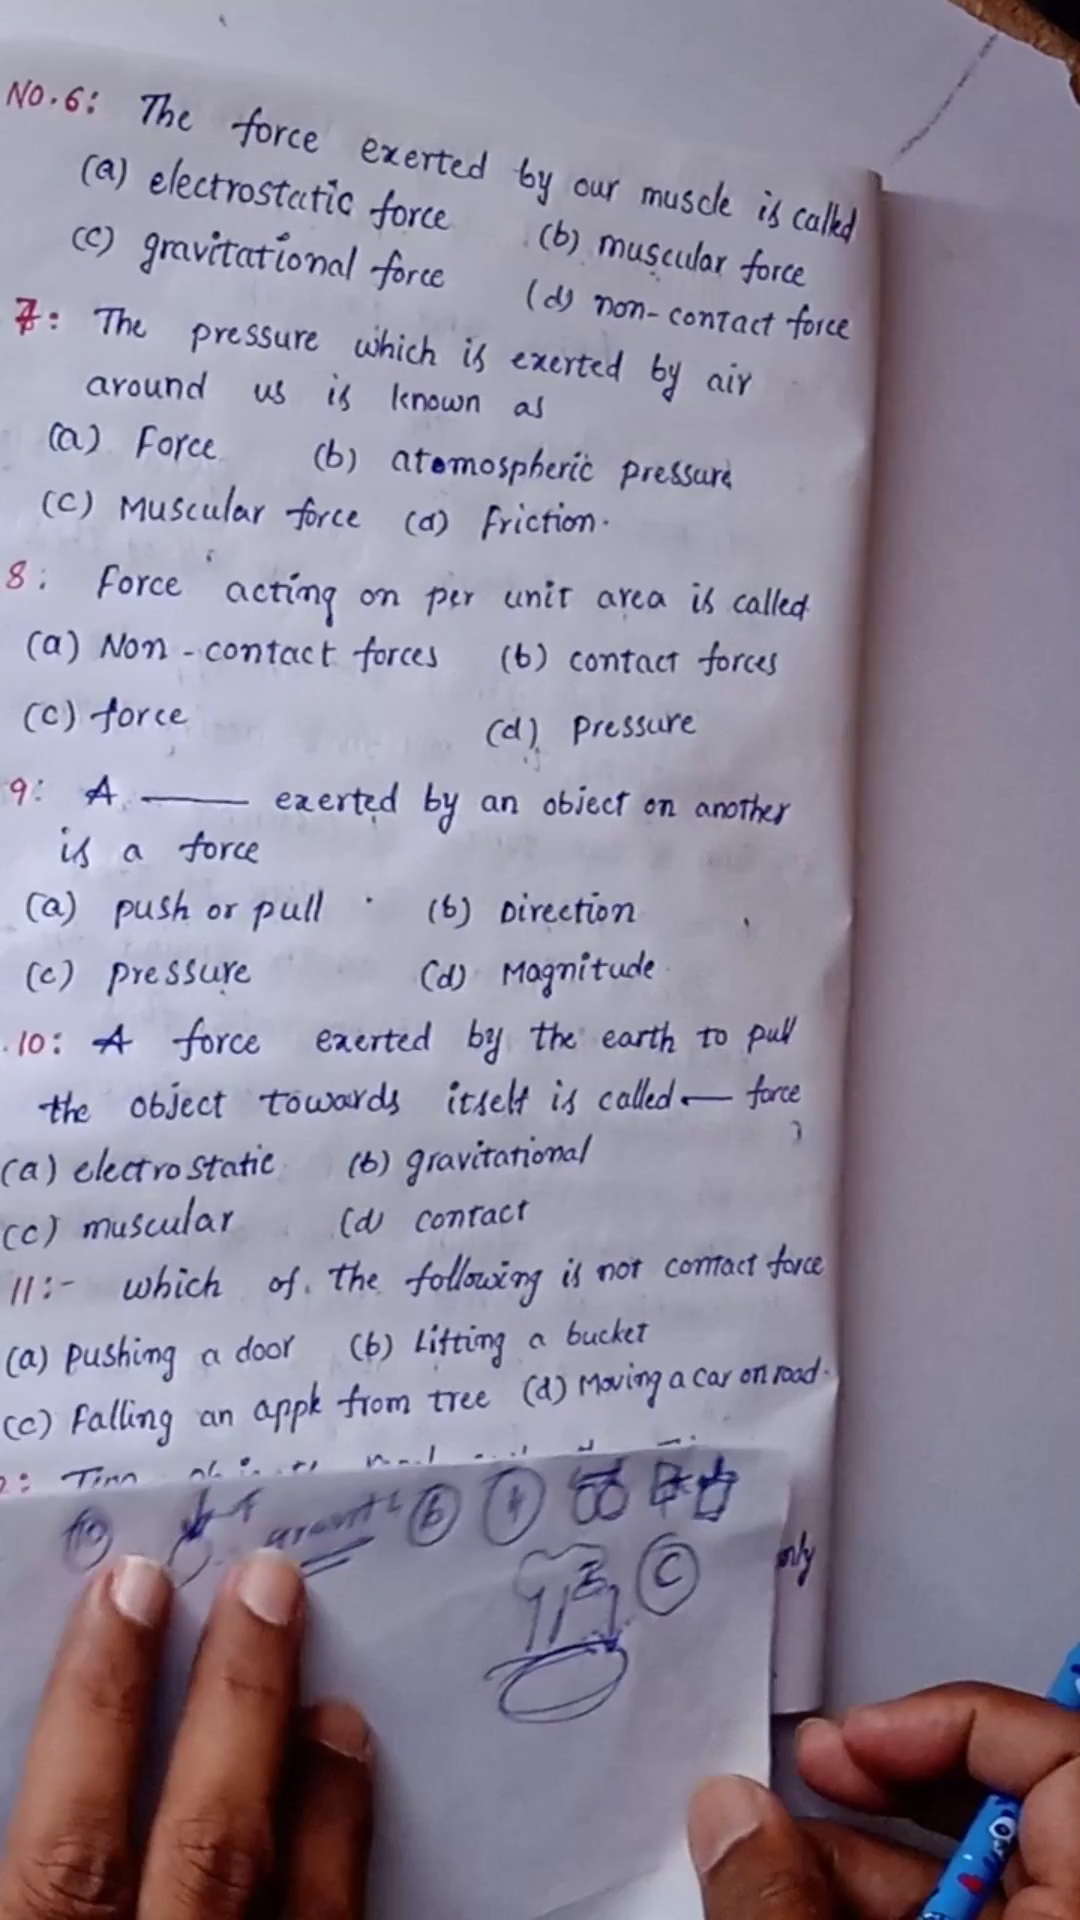 NO.6: The force exerted by our muscle is called
(a) electrostatic force (b) muscular force
(c) gravitational force (d) non-contact force
7: The pressure which is exerted by air
around us is known as
(a) Force (b) atomospheric pressure
(c) Muscular force (d) friction.
8: Force acting on per unit area is called
(a) Non-contact forces (b) contact forces
(c) force (d) Pressure
9: A —— exerted by an object on another
is a force
(a) push or pull (b) Direction
(c) pressure (d) Magnitude
10: A force exerted by the earth to pull
the object towards itself is called — force
(a) electrostatic (b) gravitational
(c) muscular (d) contact
11:- which of the following is not contact force
(a) pushing a door (b) Lifting a bucket
(c) Falling an apple from tree (d) Moving a car on road.
only
(b)
(c)